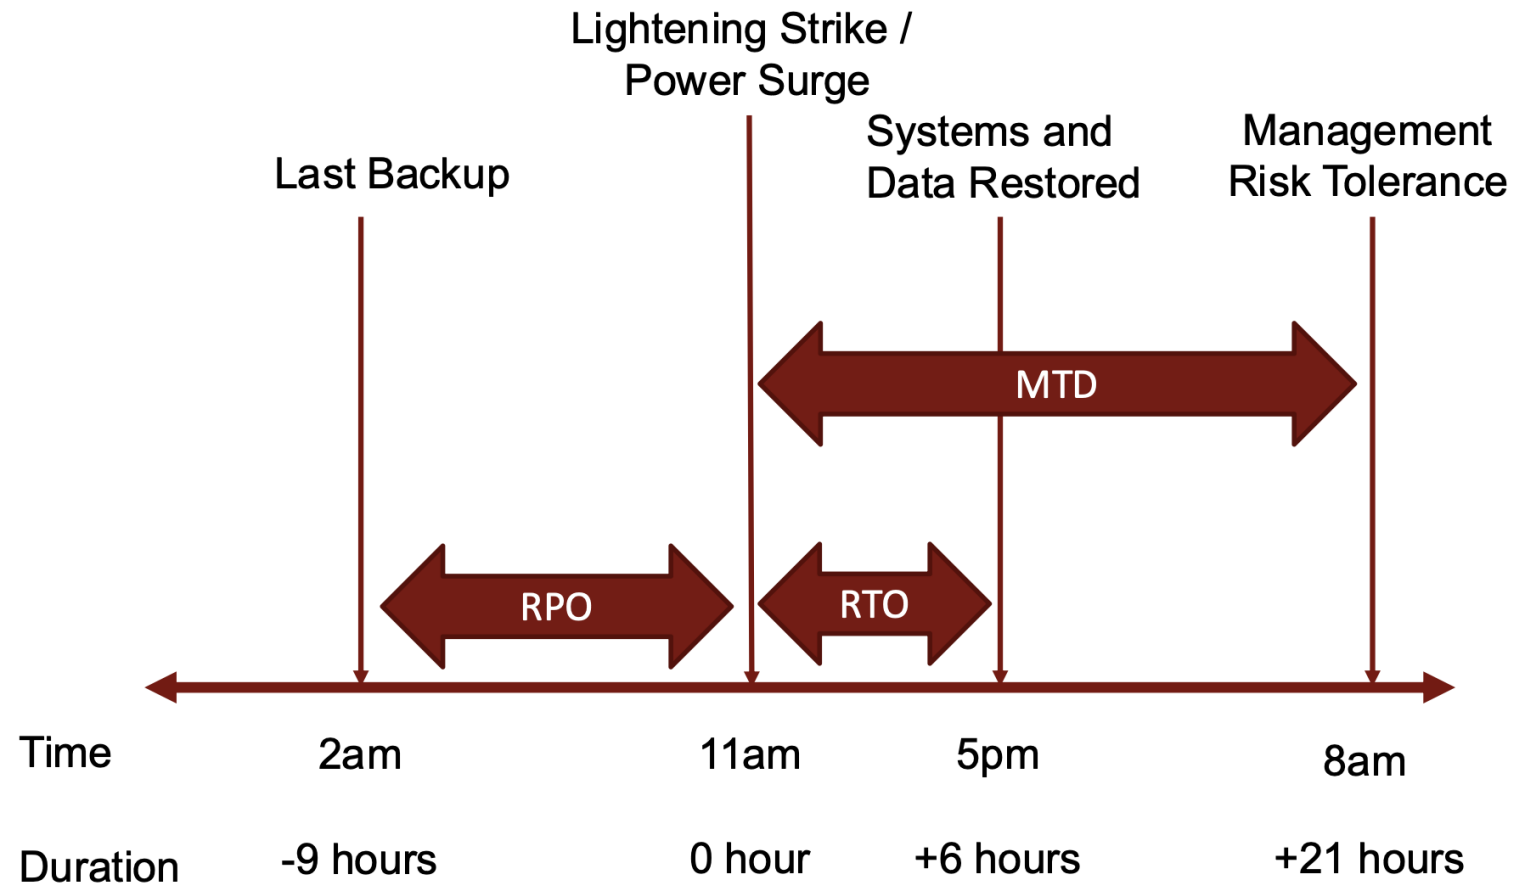 Lightening Strike /
Power Surge
Last Backup
Systems and
Data Restored
Management
Risk Tolerance
MTD
RPO
RTO
Time 2am 11am 5pm 8am
Duration -9 hours 0 hour +6 hours +21 hours